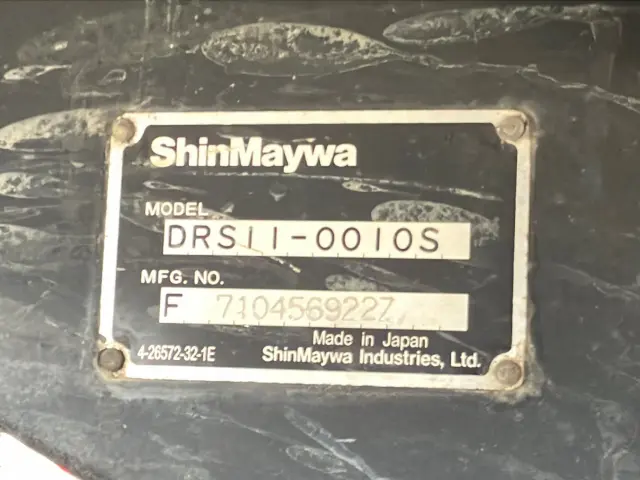 ShinMaywa
MODEL
DRS11-0010S
MFG. NO.
F 7104569227
Made in Japan
4-26572-32-1E
ShinMaywa Industries, Ltd.